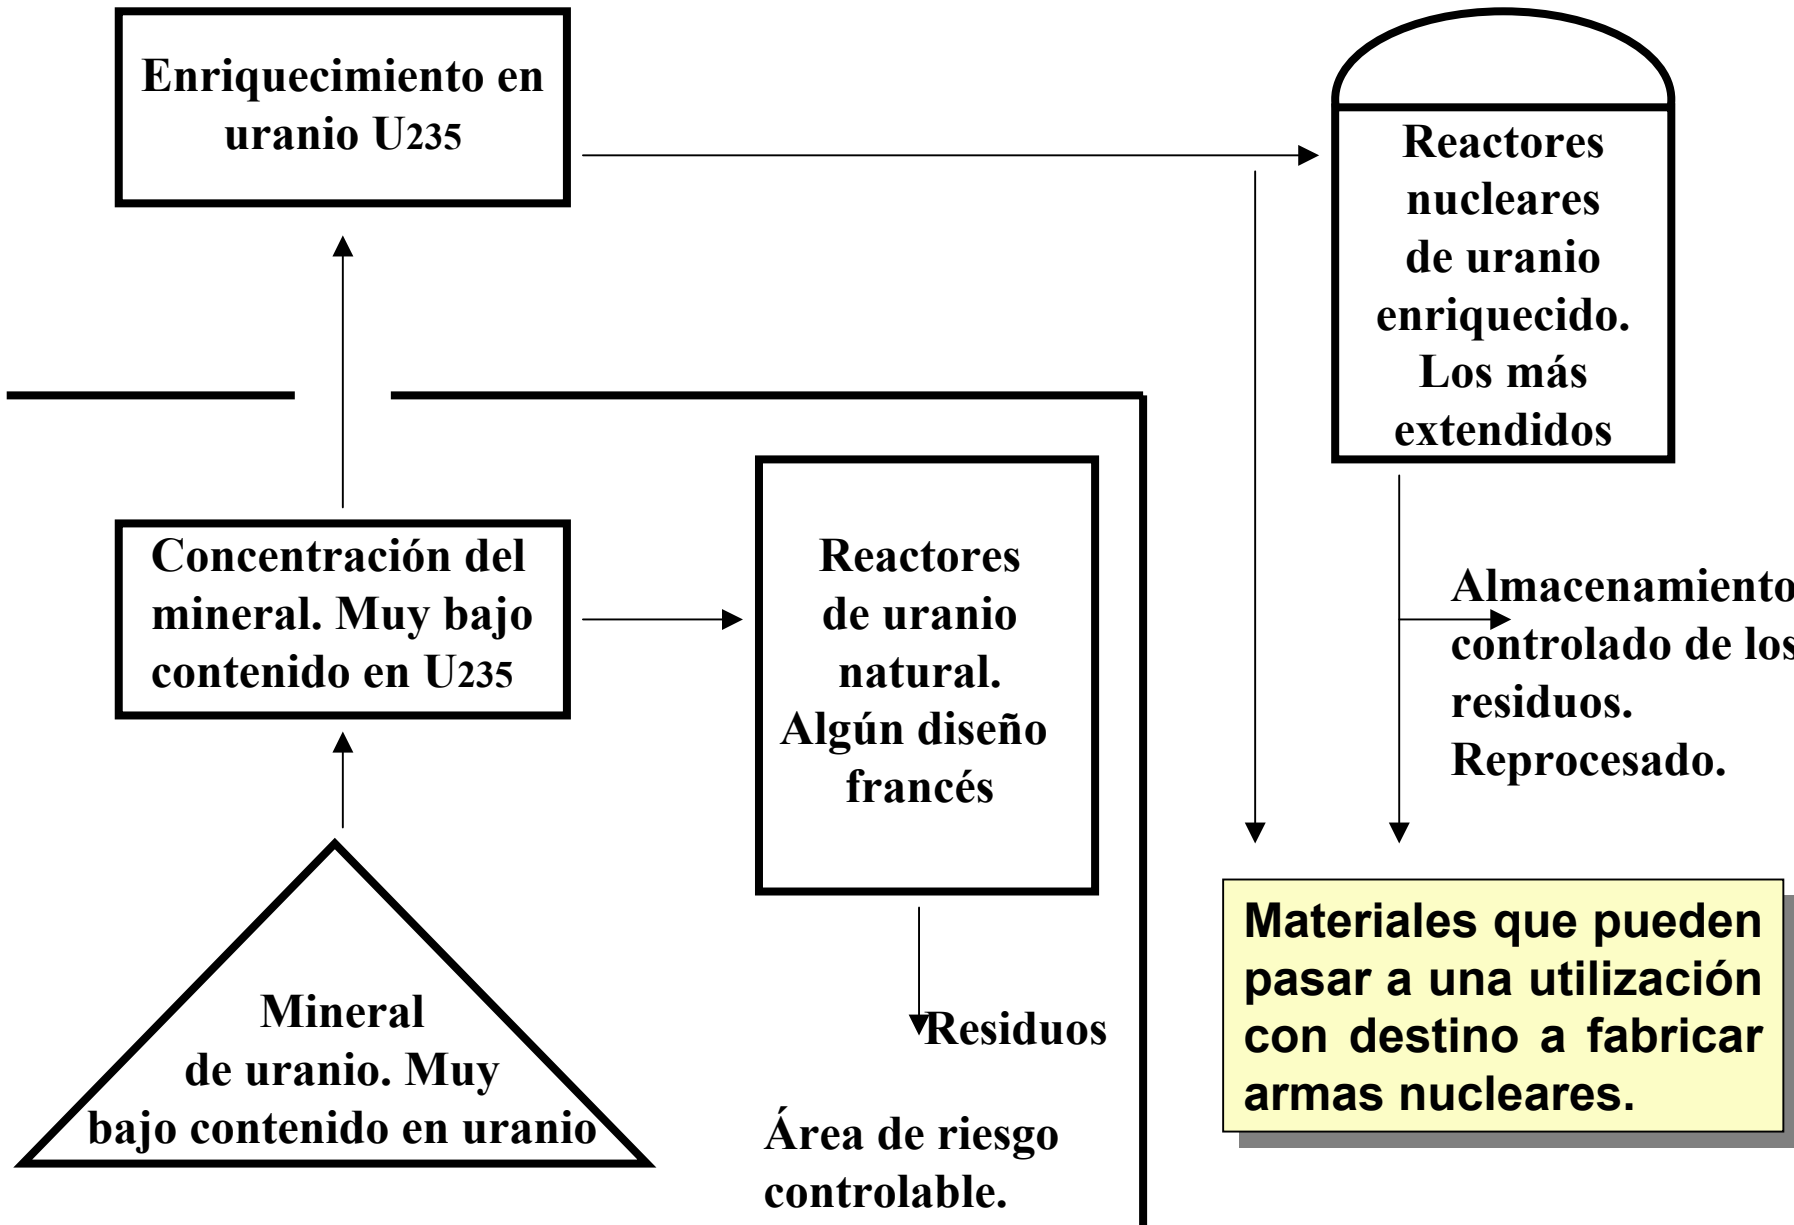 Enriquecimiento en
uranio U235
Reactores
nucleares
de uranio
enriquecido.
Los más
extendidos
Concentración del
mineral. Muy bajo
contenido en U235
Reactores
de uranio
natural.
Algún diseño
francés
Almacenamiento
controlado de los
residuos.
Reprocesado.
Mineral
de uranio. Muy
bajo contenido en uranio
Residuos
Área de riesgo
controlable.
Materiales que pueden
pasar a una utilización
con destino a fabricar
armas nucleares.